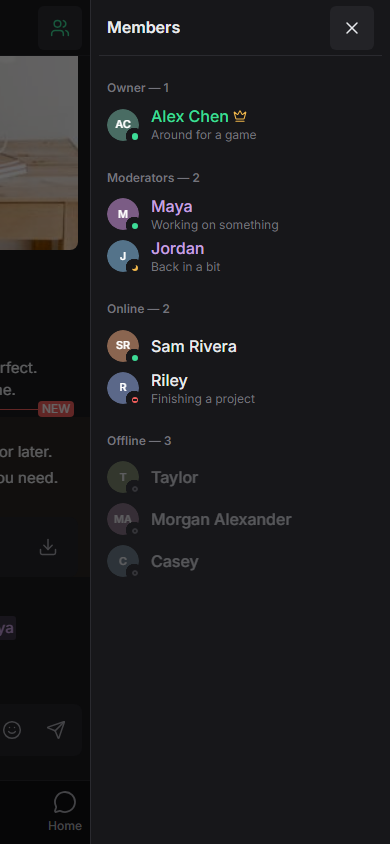 Members
Owner — 1
AC
Alex Chen
Around for a game
Moderators — 2
M
Maya
Working on something
J
Jordan
Back in a bit
Online — 2
SR
Sam Rivera
R
Riley
Finishing a project
Offline — 3
T
Taylor
MA
Morgan Alexander
C
Casey
rfect.
ne.
NEW
or later.
ou need.
ya
Home